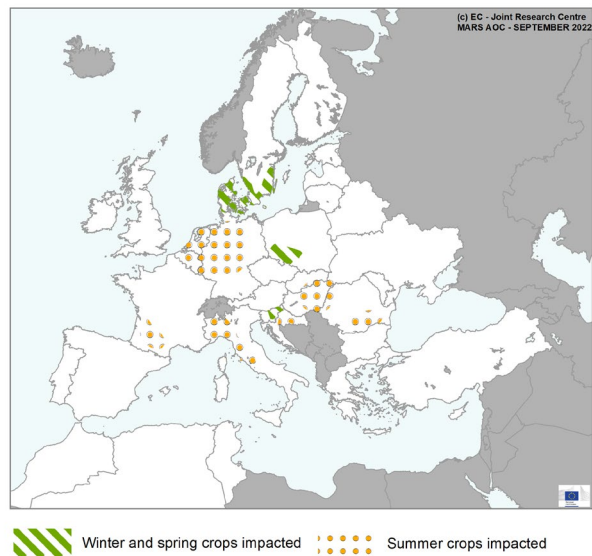 (c) EC - Joint Research Centre
MARS AOC - SEPTEMBER 2022
Winter and spring crops impacted
Summer crops impacted